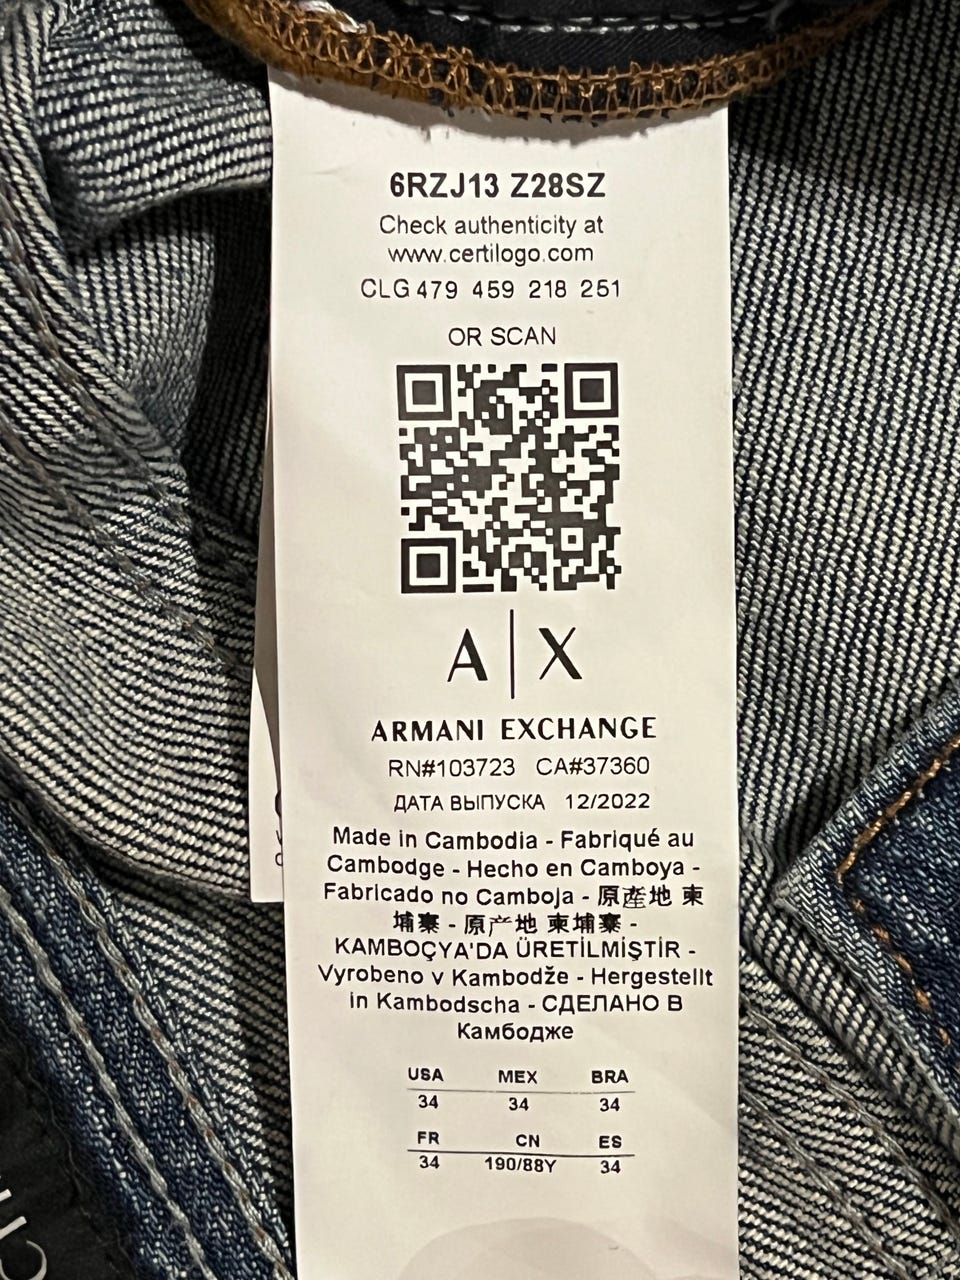 6RZJ13 Z28SZ
Check authenticity at
www.certilogo.com
CLG 479 459 218 251
OR SCAN
A|X
ARMANI EXCHANGE
RN#103723 CA#37360
ДАТА ВЫПУСКА 12/2022
Made in Cambodia - Fabriqué au
Cambodge - Hecho en Camboya -
Fabricado no Camboja - 原產地 柬
埔寨 - 原产地 柬埔寨 -
KAMBOÇYA'DA ÜRETİLMİŞTİR -
Vyrobeno v Kambodže - Hergestellt
in Kambodscha - СДЕЛАНО В
Камбодже
USA MEX BRA
34 34 34
FR CN ES
34 190/88Y 34